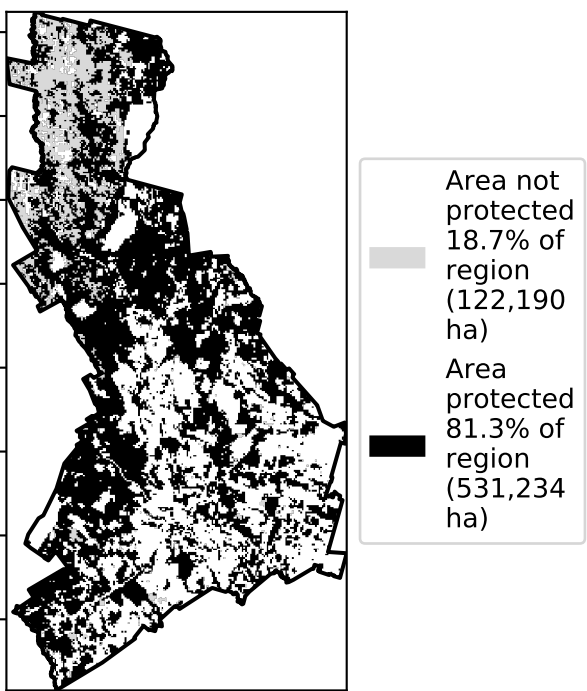 Area not
protected
18.7% of
region
(122,190
ha)
Area
protected
81.3% of
region
(531,234
ha)